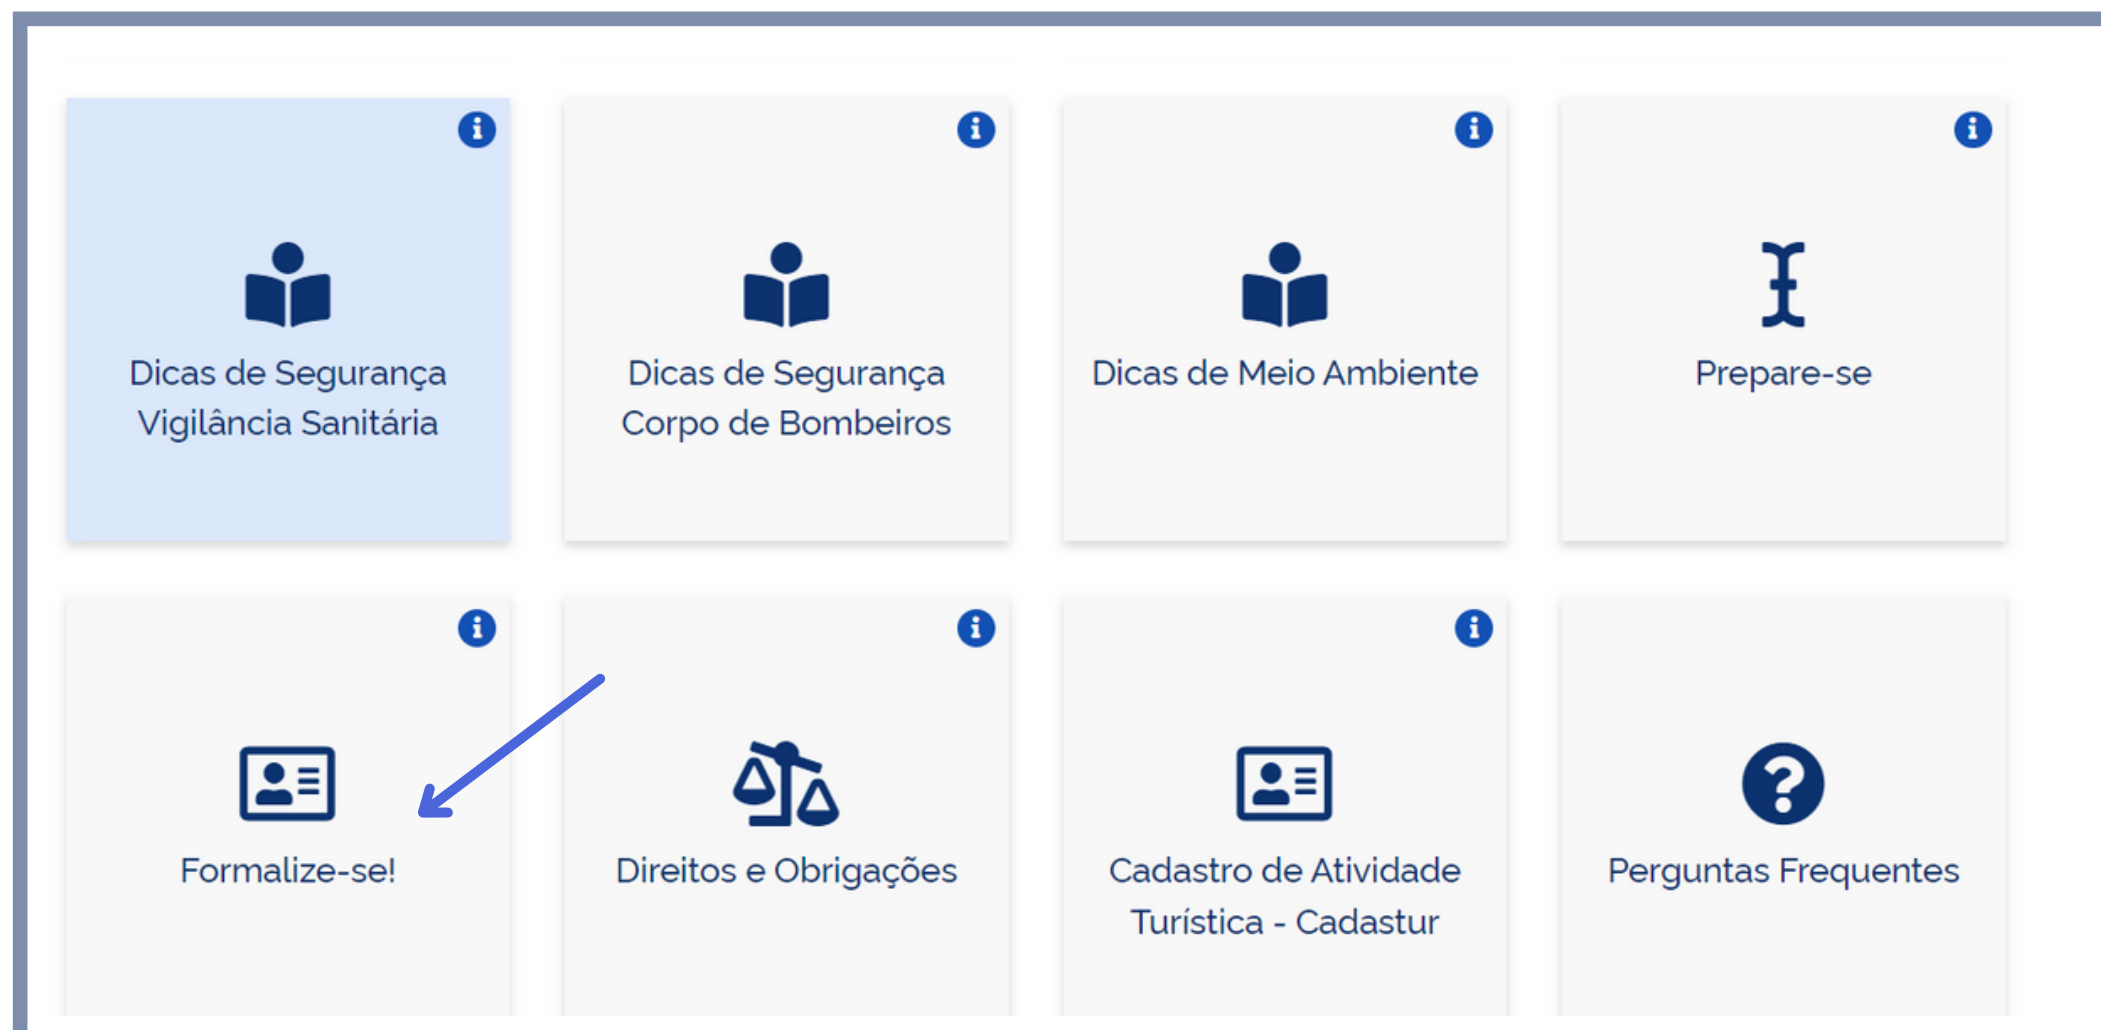 Dicas de Segurança
Vigilância Sanitária
Dicas de Segurança
Corpo de Bombeiros
Dicas de Meio Ambiente
Prepare-se
Formalize-se!
Direitos e Obrigações
Cadastro de Atividade
Turística - Cadastur
Perguntas Frequentes